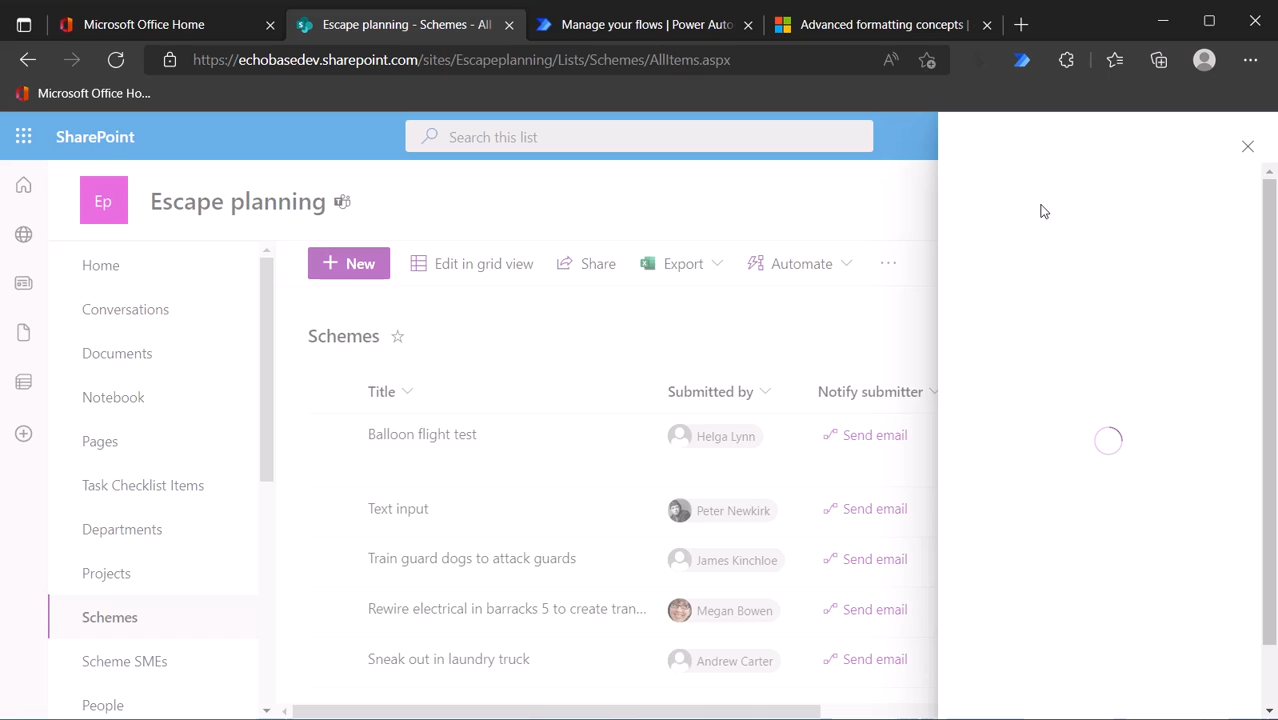 Microsoft Office Home
Escape planning - Schemes - All
Manage your flows | Power Auto
Advanced formatting concepts |
https://echobasedev.sharepoint.com/sites/Escapeplanning/Lists/Schemes/AllItems.aspx
Microsoft Office Ho...
SharePoint
Search this list
Ep
Escape planning
Home
Conversations
Documents
Notebook
Pages
Task Checklist Items
Departments
Projects
Schemes
Scheme SMEs
People
New
Edit in grid view
Share
Export
Automate
Schemes
Title
Submitted by
Notify submitter
Balloon flight test
Helga Lynn
Send email
Text input
Peter Newkirk
Send email
Train guard dogs to attack guards
James Kinchloe
Send email
Rewire electrical in barracks 5 to create tran...
Megan Bowen
Send email
Sneak out in laundry truck
Andrew Carter
Send email